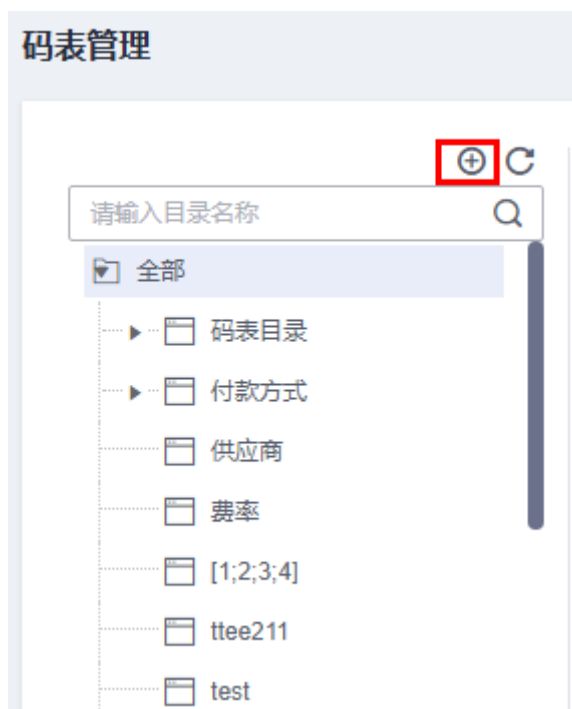 码表管理
请输入目录名称
全部
码表目录
付款方式
供应商
费率
[1;2;3;4]
ttee211
test